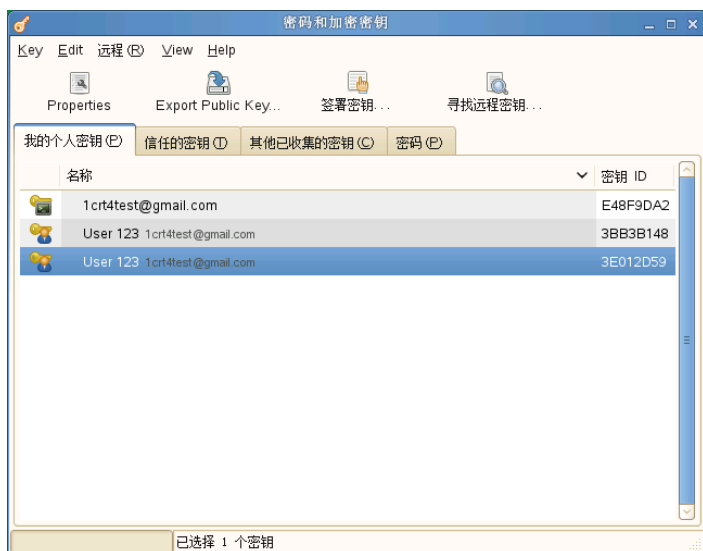 密码和加密密钥
Key Edit 远程(R) View Help
Properties Export Public Key... 签署密钥... 寻找远程密钥...
我的个人密钥(P) 信任的密钥(T) 其他已收集的密钥(C) 密码(P)
名称 密钥 ID
1crt4test@gmail.com E48F9DA2
User 123 1crt4test@gmail.com 3BB3B148
User 123 1crt4test@gmail.com 3E012D59
已选择 1 个密钥